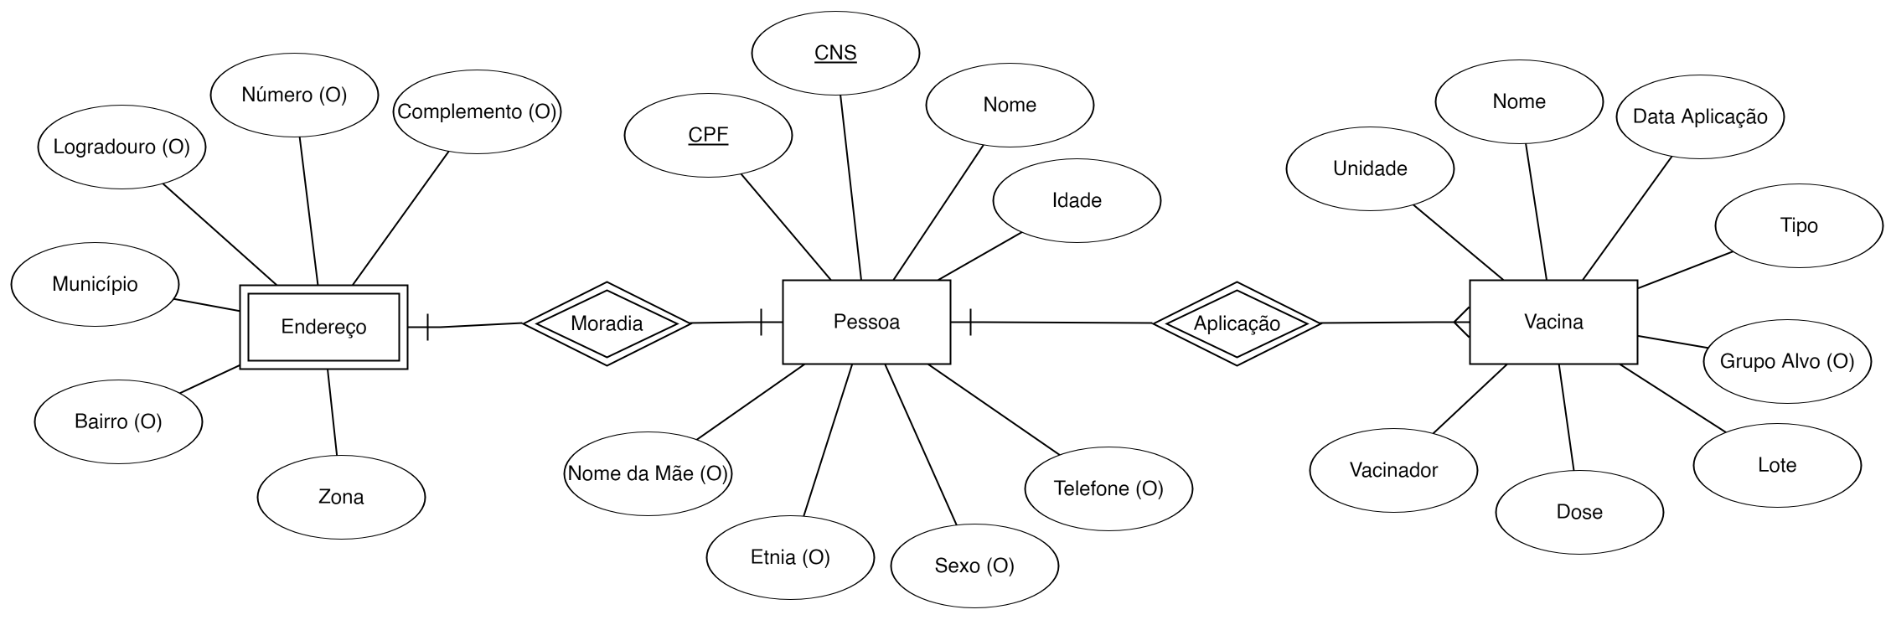 CNS
Número (O)
Complemento (O)
Nome
Nome
Data Aplicação
Logradouro (O)
CPF
Unidade
Idade
Tipo
Município
Endereço
Moradia
Pessoa
Aplicação
Vacina
Grupo Alvo (O)
Bairro (O)
Nome da Mãe (O)
Telefone (O)
Vacinador
Lote
Zona
Dose
Etnia (O)
Sexo (O)